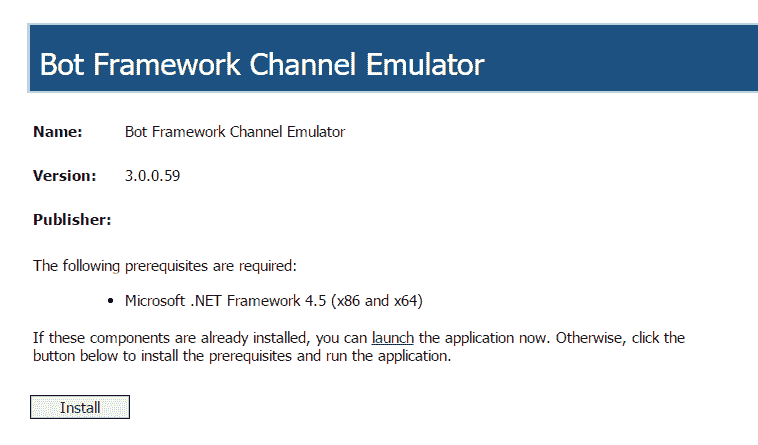 Bot Framework Channel Emulator
Name: Bot Framework Channel Emulator
Version: 3.0.0.59
Publisher:
The following prerequisites are required:
• Microsoft .NET Framework 4.5 (x86 and x64)
If these components are already installed, you can launch the application now. Otherwise, click the
button below to install the prerequisites and run the application.
Install